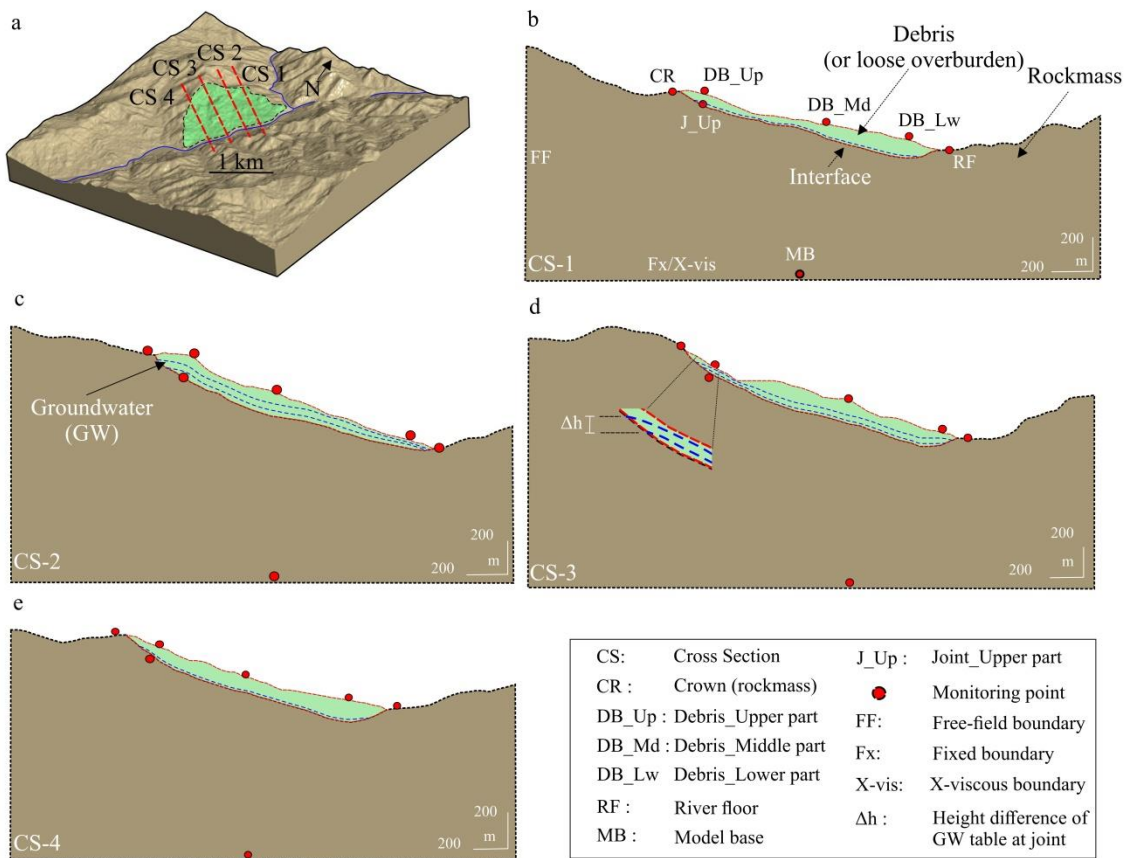 a
CS 2
CS 3
CS 1
CS 4
N
1 km
b
Debris
(or loose overburden)
Rockmass
CR
DB_Up
DB_Md
DB_Lw
J_Up
FF
Interface
RF
MB
CS-1
Fx/X-vis
200
200 m
c
Groundwater
(GW)
CS-2
200
m
200
d
Δh
CS-3
200
m
200
e
CS-4
200
m
200
CS: Cross Section
CR : Crown (rockmass)
DB_Up : Debris_Upper part
DB_Md : Debris_Middle part
DB_Lw Debris_Lower part
RF : River floor
MB : Model base
J_Up : Joint_Upper part
Monitoring point
FF: Free-field boundary
Fx: Fixed boundary
X-vis: X-viscous boundary
Δh : Height difference of
GW table at joint